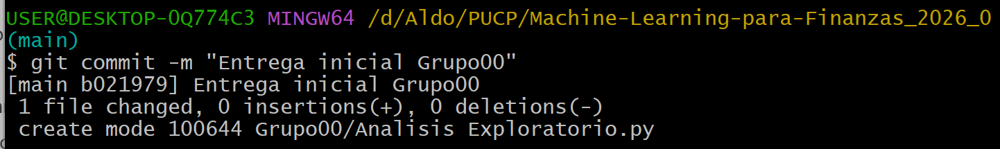 USER@DESKTOP-0Q774C3 MINGW64 /d/Aldo/PUCP/Machine-Learning-para-Finanzas_2026_0
(main)
$ git commit -m "Entrega inicial Grupo00"
[main b021979] Entrega inicial Grupo00
 1 file changed, 0 insertions(+), 0 deletions(-)
 create mode 100644 Grupo00/Analisis Exploratorio.py